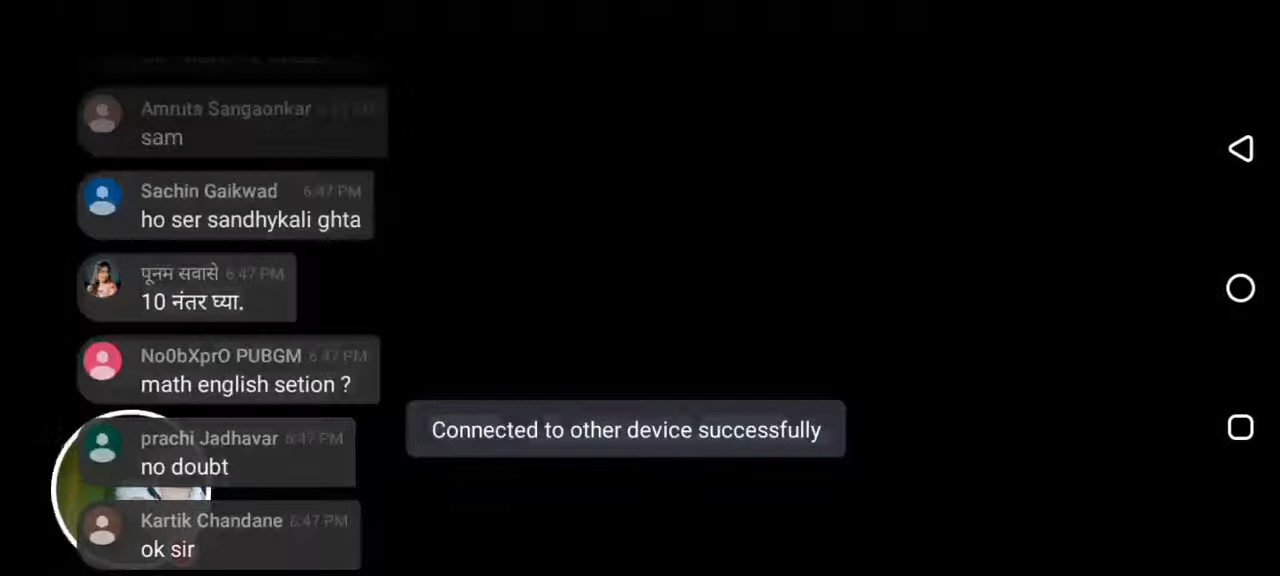 Amruta Sangaonkar
sam
Sachin Gaikwad 6:47 PM
ho ser sandhykali ghta
पूनम सवासे 6:47 PM
10 नंतर घ्या.
No0bXprO PUBGM 6:47 PM
math english setion ?
prachi Jadhavar 6:47 PM
no doubt
Connected to other device successfully
Kartik Chandane 6:47 PM
ok sir